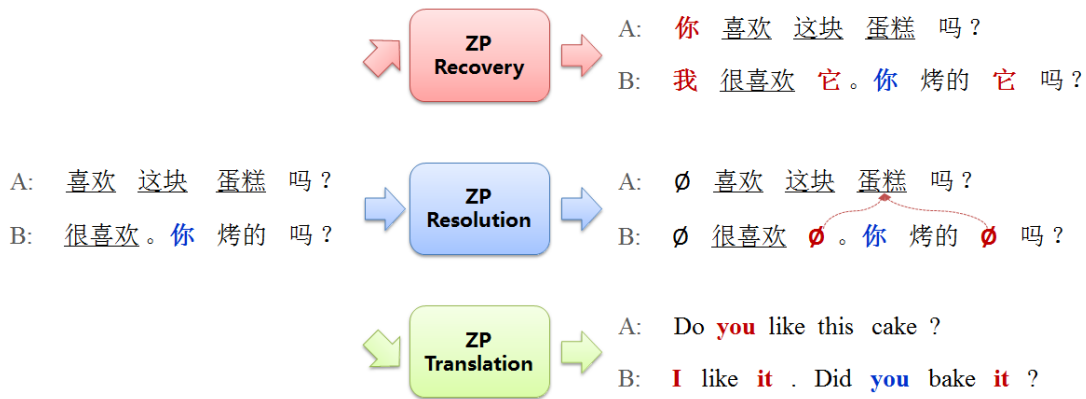 ZP
Recovery
A: 你 喜欢 这块 蛋糕 吗？
B: 我 很喜欢 它。你 烤的 它 吗？
A: 喜欢 这块 蛋糕 吗？
B: 很喜欢。你 烤的 吗？
ZP
Resolution
A: Ø 喜欢 这块 蛋糕 吗？
B: Ø 很喜欢 Ø。你 烤的 Ø 吗？
ZP
Translation
A: Do you like this cake ?
B: I like it . Did you bake it ?